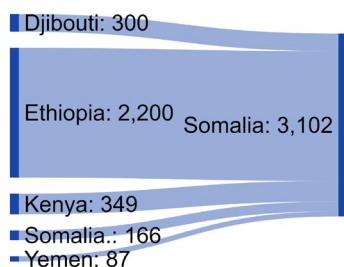 Djibouti: 300
Ethiopia: 2,200
Somalia: 3,102
Kenya: 349
Somalia.: 166
Yemen: 87